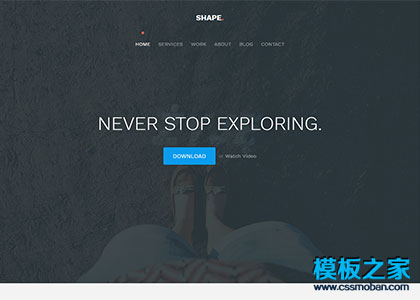 SHAPE.
HOME SERVICES WORK ABOUT BLOG CONTACT
NEVER STOP EXPLORING.
DOWNLOAD or Watch Video
模板之家
www.cssmoban.com